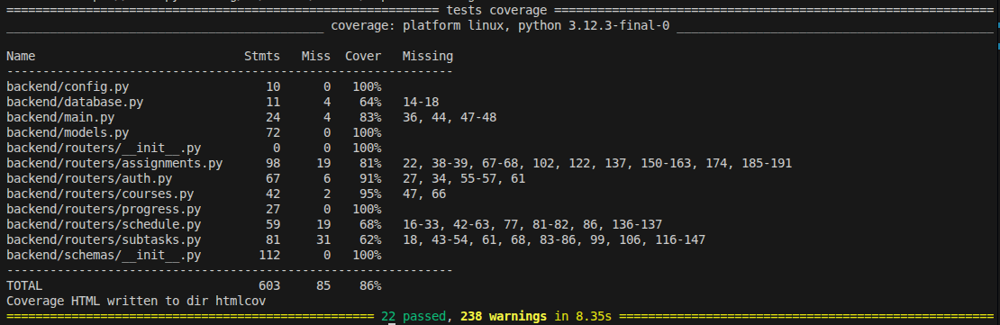 ============================================================ tests coverage =============================================================
____________________________________________ coverage: platform linux, python 3.12.3-final-0 ____________________________________________
Name                             Stmts   Miss  Cover   Missing
--------------------------------------------------------------
backend/config.py                   10      0   100%
backend/database.py                 11      4    64%   14-18
backend/main.py                     24      4    83%   36, 44, 47-48
backend/models.py                   72      0   100%
backend/routers/__init__.py          0      0   100%
backend/routers/assignments.py      98     19    81%   22, 38-39, 67-68, 102, 122, 137, 150-163, 174, 185-191
backend/routers/auth.py             67      6    91%   27, 34, 55-57, 61
backend/routers/courses.py          42      2    95%   47, 66
backend/routers/progress.py         27      0   100%
backend/routers/schedule.py         59     19    68%   16-33, 42-63, 77, 81-82, 86, 136-137
backend/routers/subtasks.py         81     31    62%   18, 43-54, 61, 68, 83-86, 99, 106, 116-147
backend/schemas/__init__.py        112      0   100%
--------------------------------------------------------------
TOTAL                              603     85    86%
Coverage HTML written to dir htmlcov
=================================================== 22 passed, 238 warnings in 8.35s ====================================================